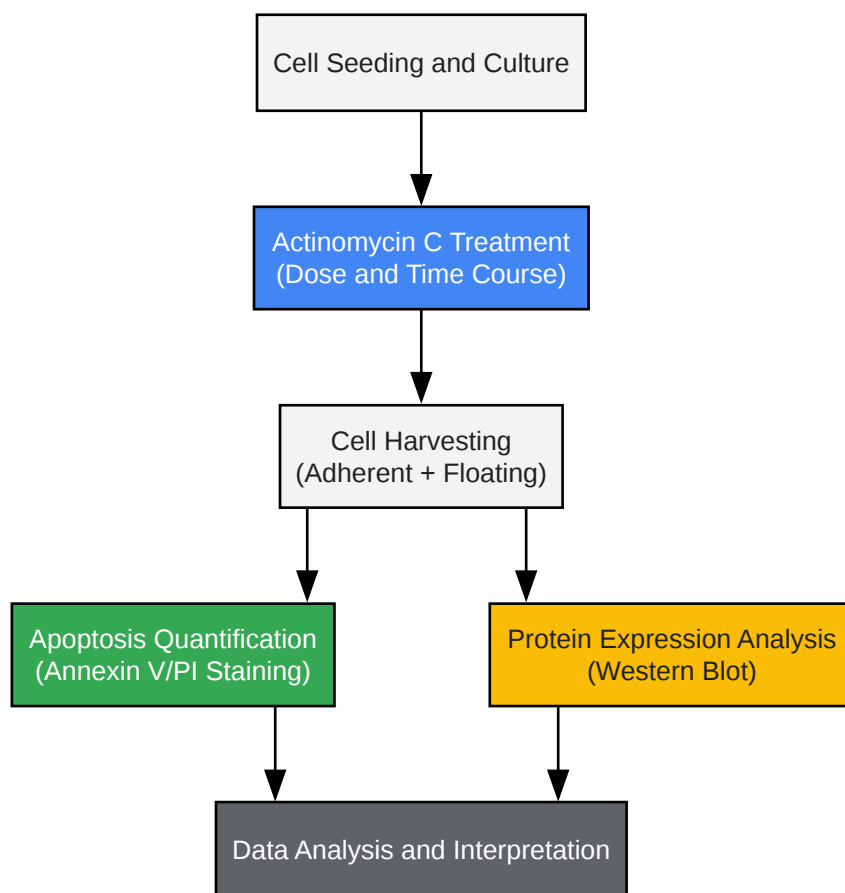 Cell Seeding and Culture
Actinomycin C Treatment
(Dose and Time Course)
Cell Harvesting
(Adherent + Floating)
Apoptosis Quantification
(Annexin V/PI Staining)
Protein Expression Analysis
(Western Blot)
Data Analysis and Interpretation